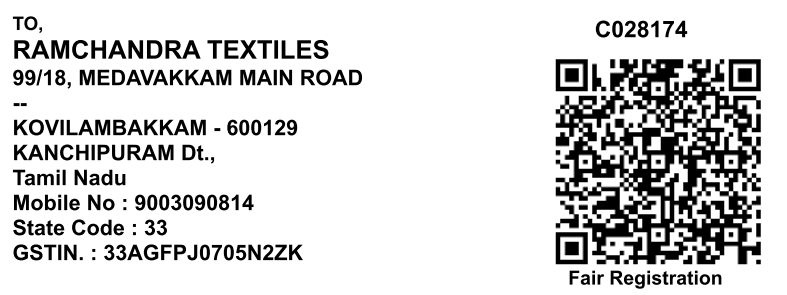 TO,
RAMCHANDRA TEXTILES
99/18, MEDAVAKKAM MAIN ROAD
--
KOVILAMBAKKAM - 600129
KANCHIPURAM Dt.,
Tamil Nadu
Mobile No : 9003090814
State Code : 33
GSTIN. : 33AGFPJ0705N2ZK
C028174
Fair Registration